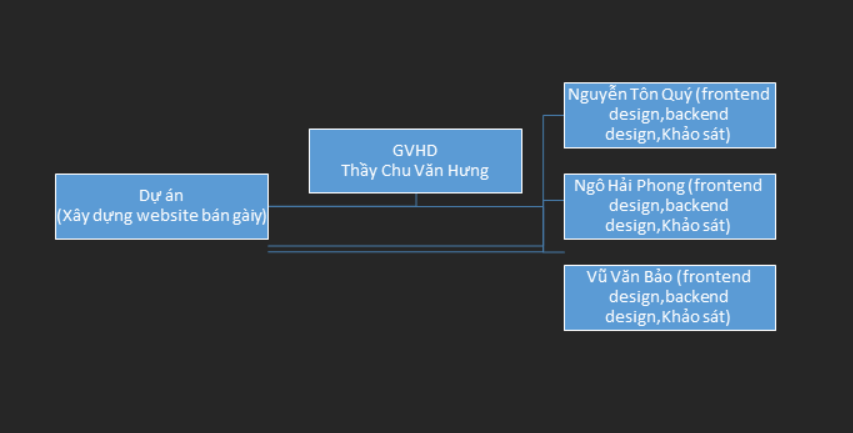 Dự án
(Xây dựng website bán gàiy)
GVHD
Thầy Chu Văn Hưng
Nguyễn Tôn Quý (frontend
design,backend
design,Khảo sát)
Ngô Hải Phong (frontend
design,backend
design,Khảo sát)
Vũ Văn Bảo (frontend
design,backend
design,Khảo sát)